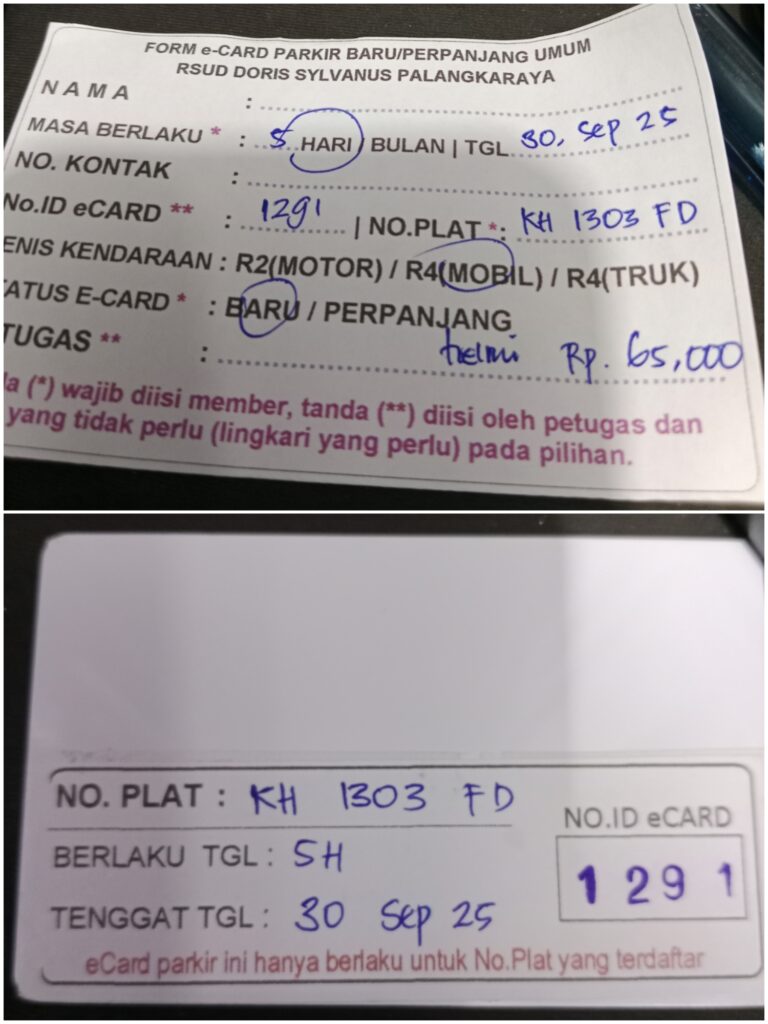 FORM e-CARD PARKIR BARU/PERPANJANG UMUM
RSUD DORIS SYLVANUS PALANGKARAYA
NAMA :
MASA BERLAKU * : 5 HARI / BULAN | TGL 30, Sep 25
NO. KONTAK :
No.ID eCARD ** : 1291 | NO.PLAT *: KH 1303 FD
ENIS KENDARAAN : R2(MOTOR) / R4(MOBIL) / R4(TRUK)
ATUS E-CARD * : BARU / PERPANJANG
TUGAS ** : Helmi Rp. 65,000
da (*) wajib diisi member, tanda (**) diisi oleh petugas dan
yang tidak perlu (lingkari yang perlu) pada pilihan.
NO. PLAT : KH 1303 FD
NO.ID eCARD
BERLAKU TGL : 5H
1291
TENGGAT TGL : 30 Sep 25
eCard parkir ini hanya berlaku untuk No.Plat yang terdaftar